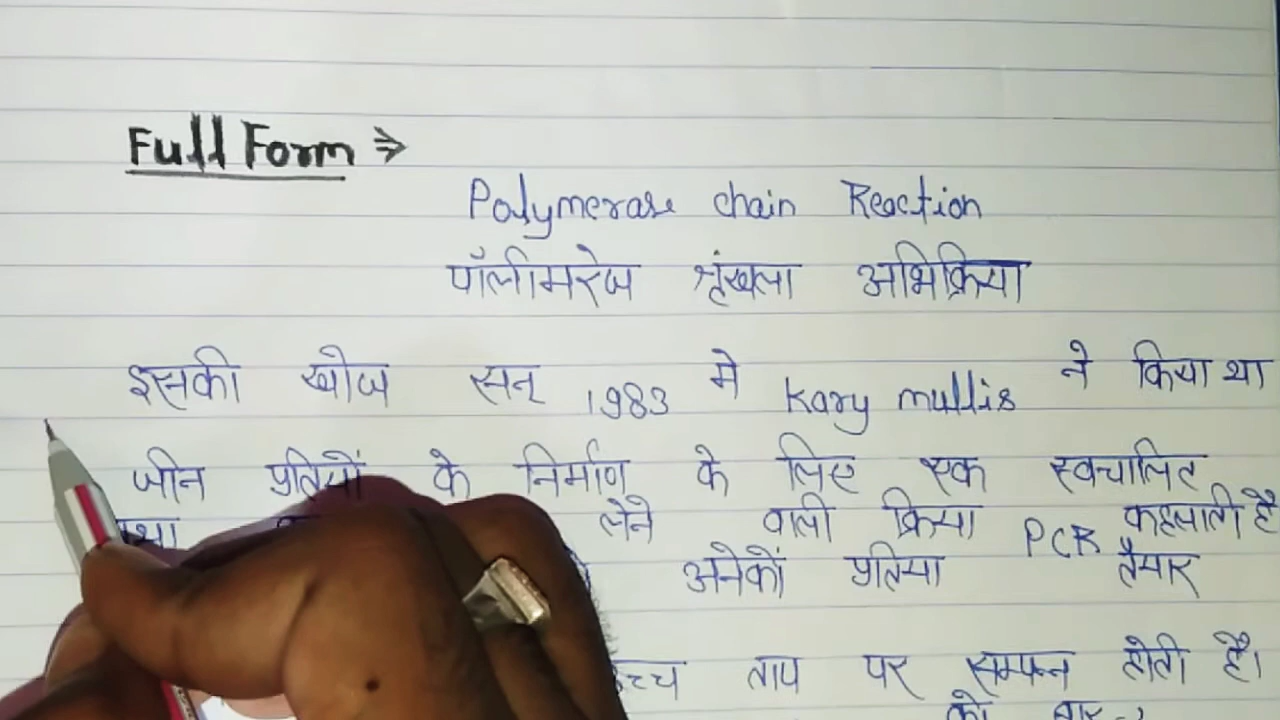 Full Form ⇒
Polymerase chain Reaction
पॉलीमरेज श्रृंखला अभिक्रिया
इसकी खोज सन् 1983 मे Kary mullis ने किया था
जीन प्रतियों के निर्माण के लिए एक स्वचालित
लेने वाली क्रिया PCR कहलाती है
अनेकों प्रतिया तैयार
ताप पर सम्पन्न होती है।
को बार